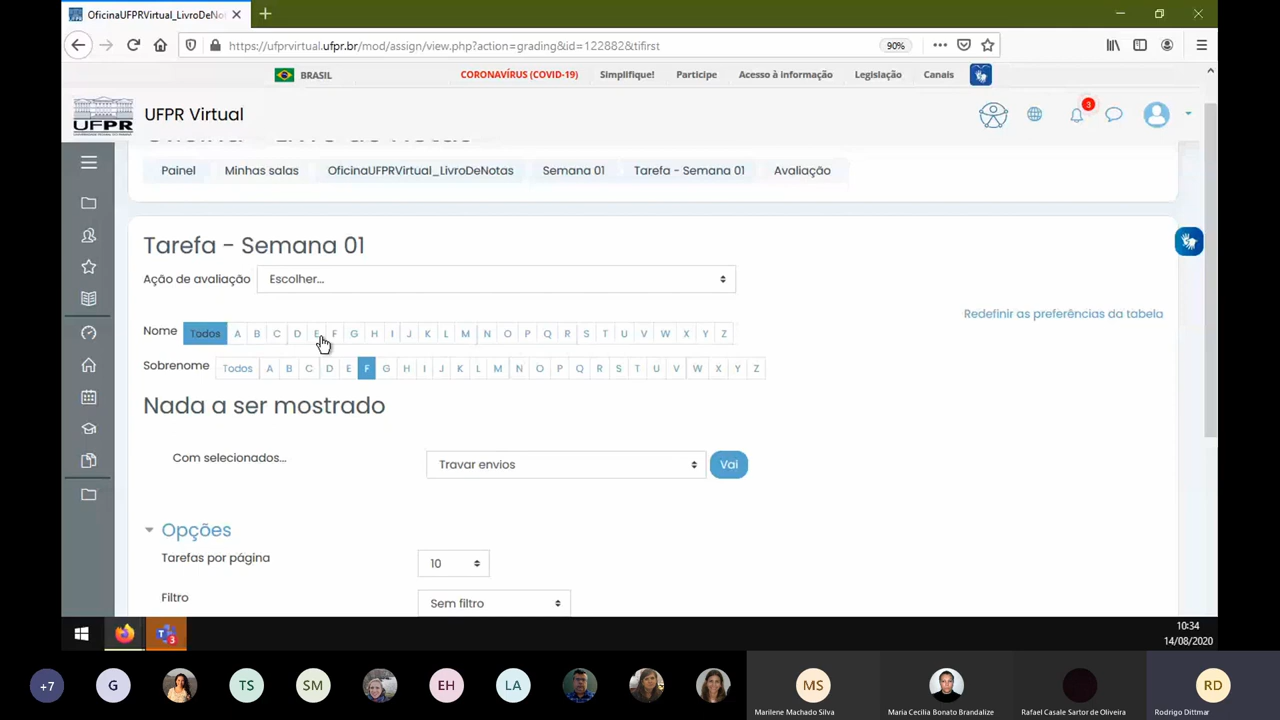 OficinaUFPRVirtual_LivroDeNot
https://ufprvirtual.ufpr.br/mod/assign/view.php?action=grading&id=122882&tifirst
90%
BRASIL
CORONAVÍRUS (COVID-19)
Simplifique!
Participe
Acesso à informação
Legislação
Canais
UFPR
UFPR Virtual
3
Painel
Minhas salas
OficinaUFPRVirtual_LivroDeNotas
Semana 01
Tarefa - Semana 01
Avaliação
Tarefa - Semana 01
Ação de avaliação
Escolher...
Redefinir as preferências da tabela
Nome Todos A B C D E F G H I J K L M N O P Q R S T U V W X Y Z
Sobrenome Todos A B C D E F G H I J K L M N O P Q R S T U V W X Y Z
Nada a ser mostrado
Com selecionados...
Travar envios
Vai
Opções
Tarefas por página
10
Filtro
Sem filtro
3
10:34
14/08/2020
+7
G
TS
SM
EH
LA
MS
RD
Marilene Machado Silva
Maria Cecilia Bonato Brandalize
Rafael Casale Sartor de Oliveira
Rodrigo Dittmar